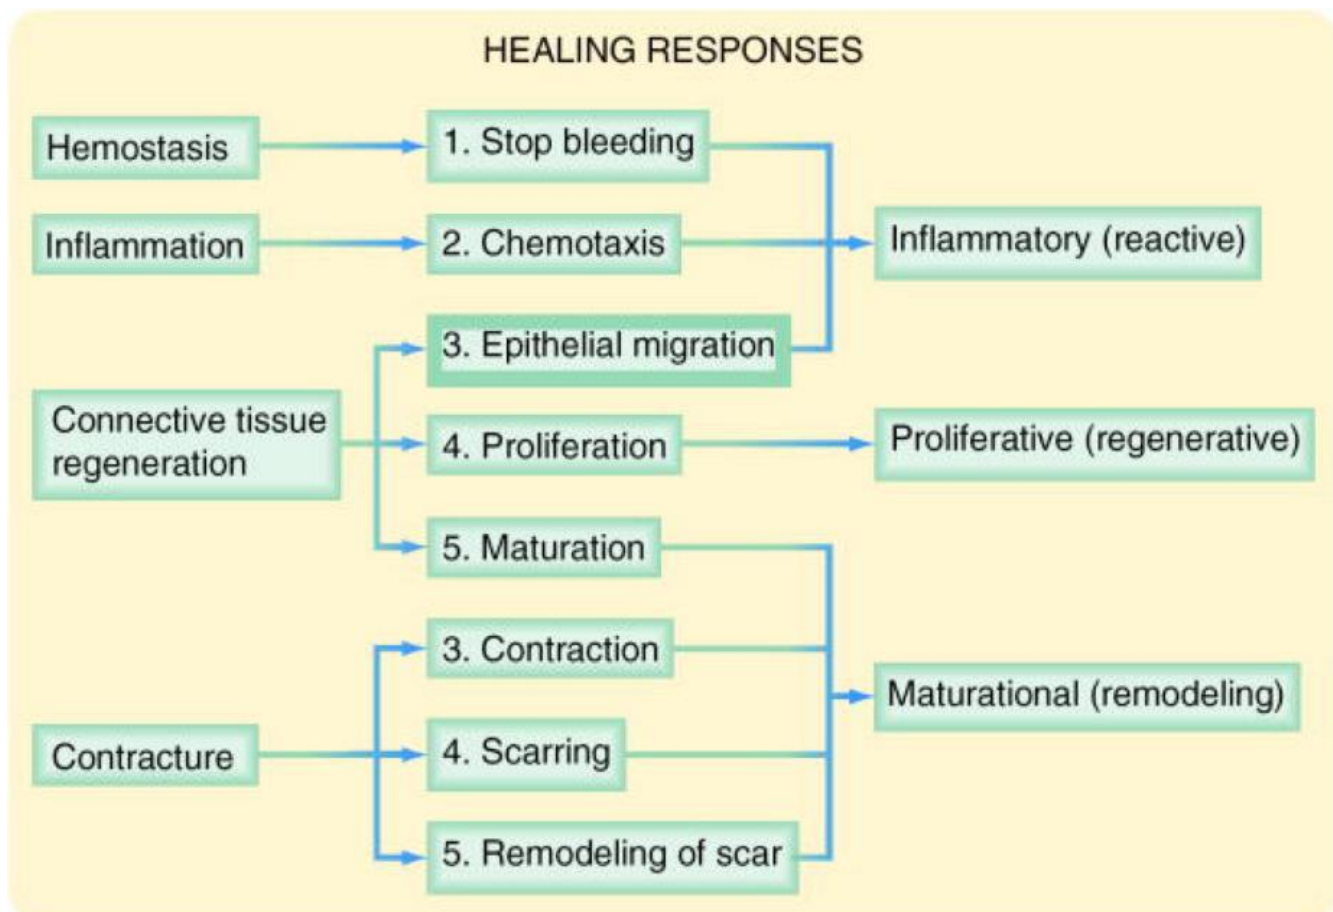 HEALING RESPONSES
Hemostasis
1. Stop bleeding
Inflammation
2. Chemotaxis
Inflammatory (reactive)
3. Epithelial migration
Connective tissue
regeneration
4. Proliferation
Proliferative (regenerative)
5. Maturation
3. Contraction
Maturational (remodeling)
Contracture
4. Scarring
5. Remodeling of scar